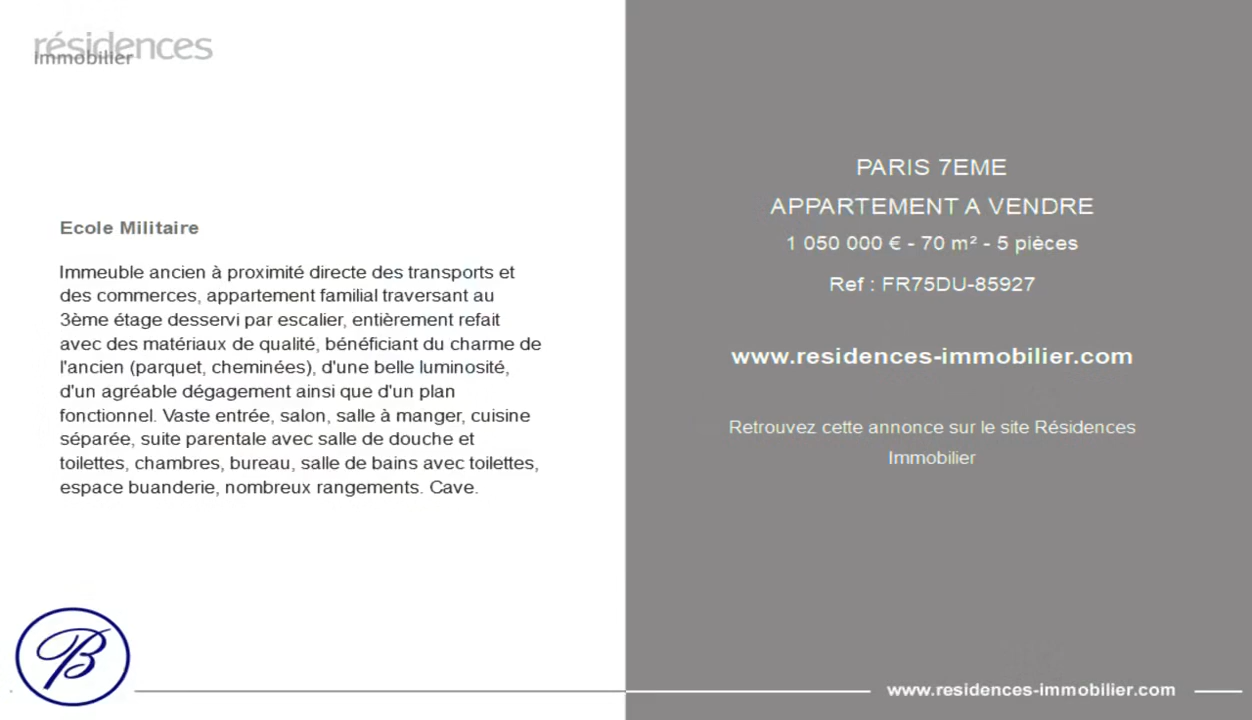 résidences
immobilier
Ecole Militaire
Immeuble ancien à proximité directe des transports et
des commerces, appartement familial traversant au
3ème étage desservi par escalier, entièrement refait
avec des matériaux de qualité, bénéficiant du charme de
l'ancien (parquet, cheminées), d'une belle luminosité,
d'un agréable dégagement ainsi que d'un plan
fonctionnel. Vaste entrée, salon, salle à manger, cuisine
séparée, suite parentale avec salle de douche et
toilettes, chambres, bureau, salle de bains avec toilettes,
espace buanderie, nombreux rangements. Cave.
B
PARIS 7EME
APPARTEMENT A VENDRE
1 050 000 € - 70 m² - 5 pièces
Ref : FR75DU-85927
www.residences-immobilier.com
Retrouvez cette annonce sur le site Résidences
Immobilier
www.residences-immobilier.com